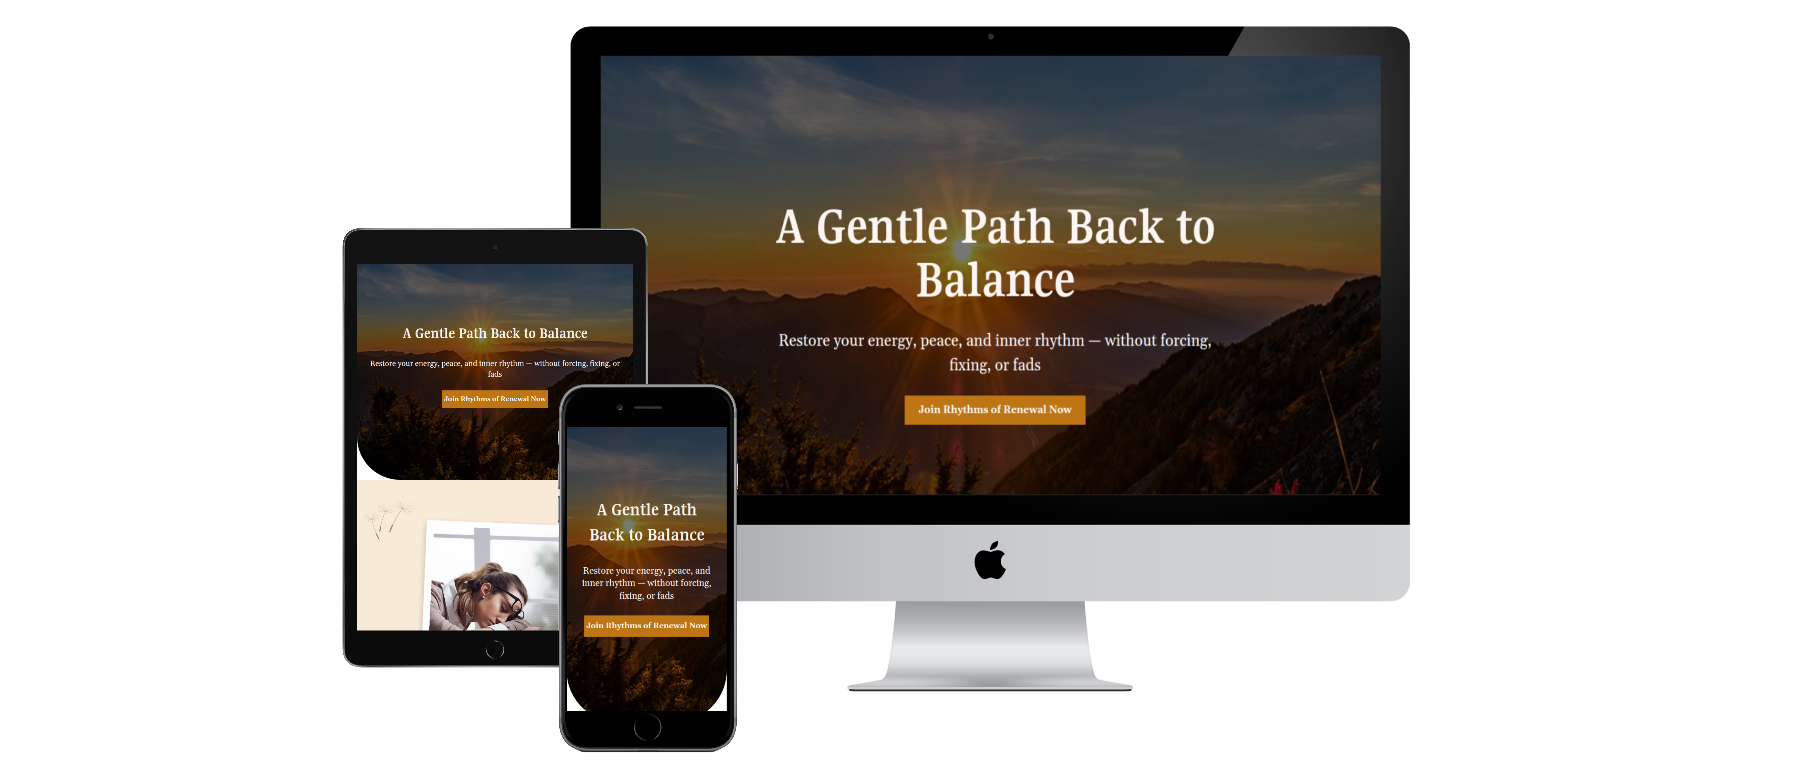 A Gentle Path Back to
Balance
Restore your energy, peace, and inner rhythm — without forcing,
fixing, or fads
Join Rhythms of Renewal Now
A Gentle Path Back to Balance
Restore your energy, peace, and inner rhythm — without forcing, fixing, or
fads
Join Rhythms of Renewal Now
A Gentle Path
Back to Balance
Restore your energy, peace, and
inner rhythm — without forcing,
fixing, or fads
Join Rhythms of Renewal Now